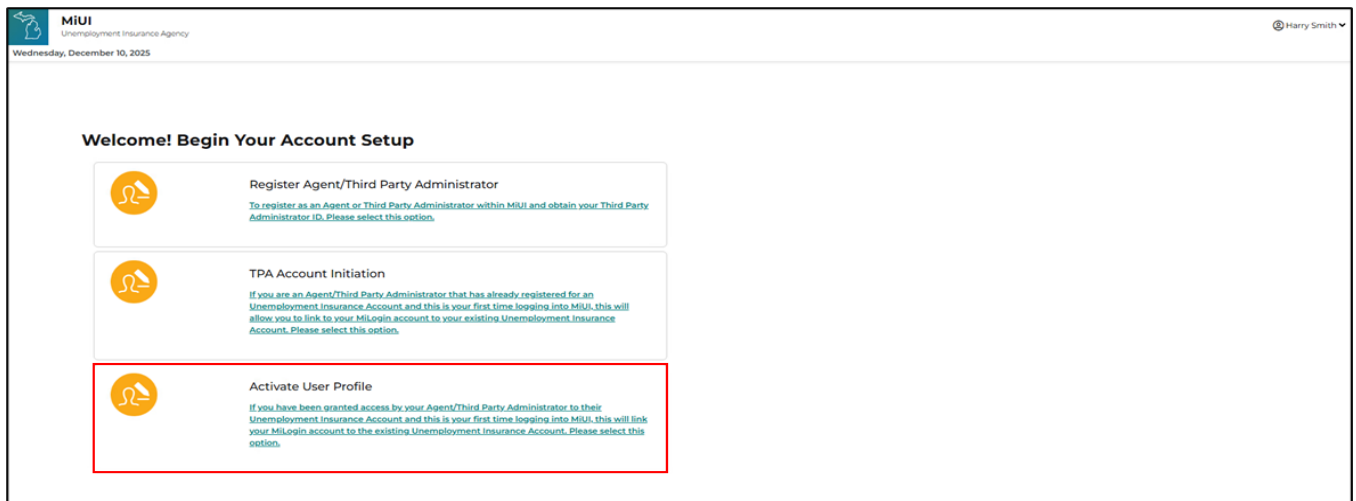 MiUI
Unemployment Insurance Agency
Harry Smith
Wednesday, December 10, 2025
Welcome! Begin Your Account Setup
Register Agent/Third Party Administrator
To register as an Agent or Third Party Administrator within MiUI and obtain your Third Party
Administrator ID. Please select this option.
TPA Account Initiation
If you are an Agent/Third Party Administrator that has already registered for an
Unemployment Insurance Account and this is your first time logging into MiUI, this will
allow you to link to your MiLogin account to your existing Unemployment Insurance
Account. Please select this option.
Activate User Profile
If you have been granted access by your Agent/Third Party Administrator to their
Unemployment Insurance Account and this is your first time logging into MiUI, this will link
your MiLogin account to the existing Unemployment Insurance Account. Please select this
option.